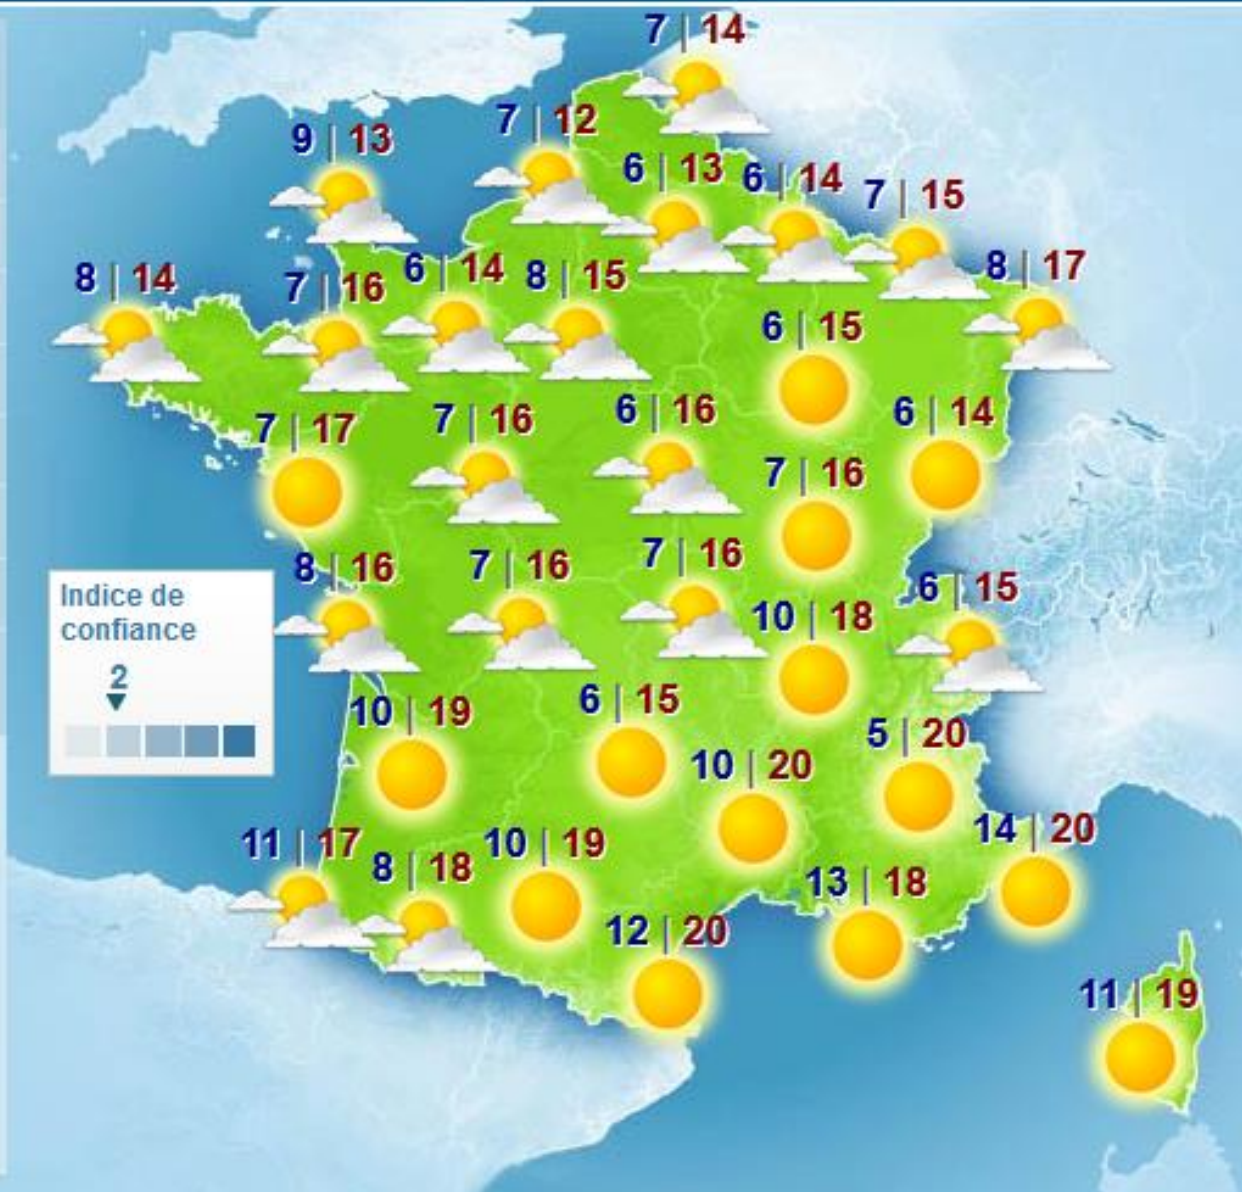 7 | 14
7 | 12
9 | 13
6 | 13
6 | 14
7 | 15
8 | 14
7 | 16
6 | 14
8 | 15
8 | 17
6 | 15
7 | 17
7 | 16
6 | 16
6 | 14
7 | 16
8 | 16
7 | 16
7 | 16
6 | 15
Indice de
confiance
2
10 | 18
10 | 19
6 | 15
5 | 20
10 | 20
11 | 17
8 | 18
10 | 19
14 | 20
13 | 18
12 | 20
11 | 19